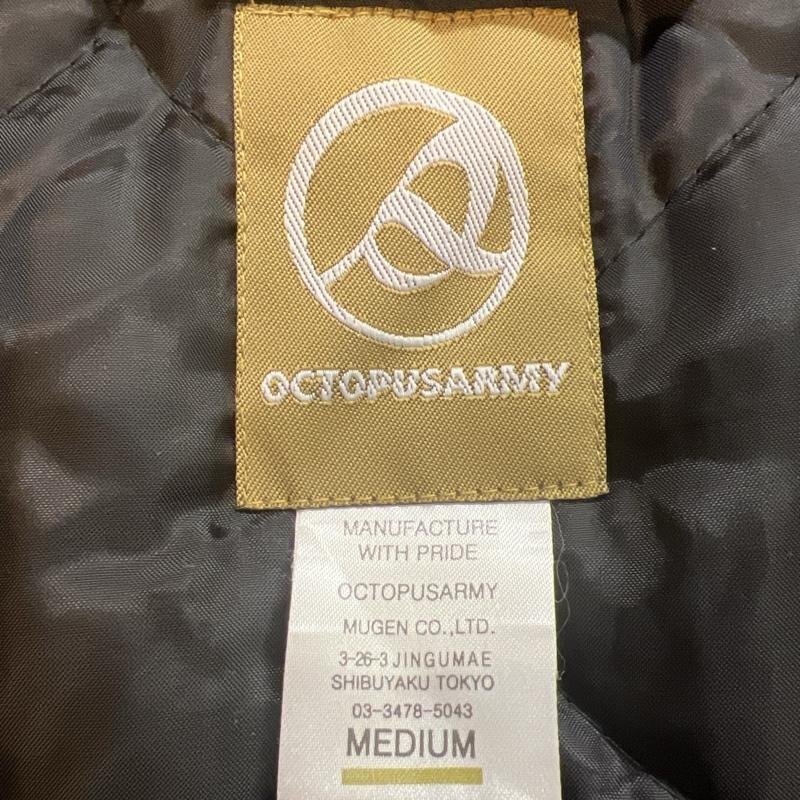 OCTOPUSARMY
MANUFACTURE
WITH PRIDE
OCTOPUSARMY
MUGEN CO.,LTD.
3-26-3 JINGUMAE
SHIBUYAKU TOKYO
03-3478-5043
MEDIUM